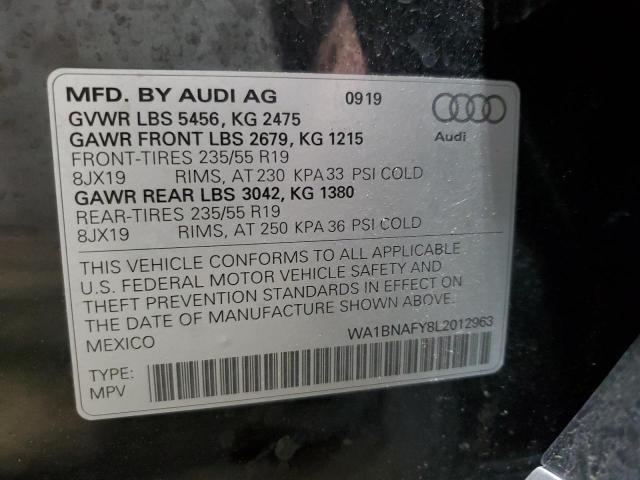 MFD. BY AUDI AG 0919
GVWR LBS 5456, KG 2475
GAWR FRONT LBS 2679, KG 1215
FRONT-TIRES 235/55 R19
8JX19 RIMS, AT 230 KPA 33 PSI COLD
GAWR REAR LBS 3042, KG 1380
REAR-TIRES 235/55 R19
8JX19 RIMS, AT 250 KPA 36 PSI COLD
Audi
THIS VEHICLE CONFORMS TO ALL APPLICABLE
U.S. FEDERAL MOTOR VEHICLE SAFETY AND
THEFT PREVENTION STANDARDS IN EFFECT ON
THE DATE OF MANUFACTURE SHOWN ABOVE.
MEXICO WA1BNAFY8L2012963
TYPE:
MPV